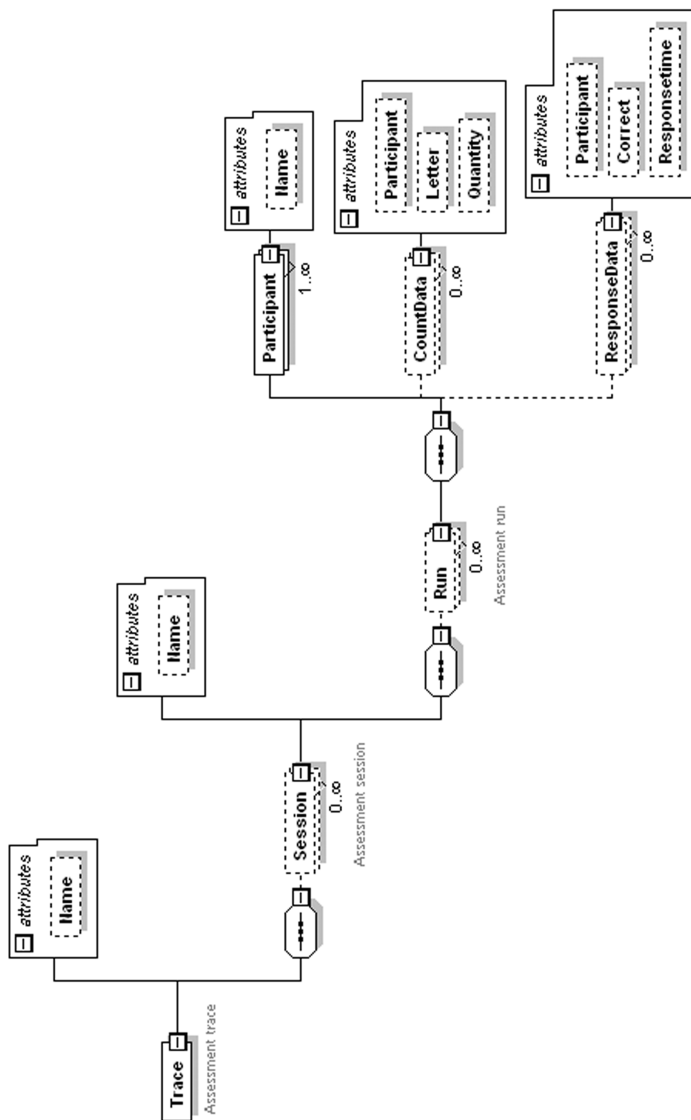 Trace
Assessment trace
attributes
Name
Session
0..∞
Assessment session
attributes
Name
Run
0..∞
Assessment run
Participant
1..∞
attributes
Name
CountData
0..∞
attributes
Participant
Letter
Quantity
ResponseData
0..∞
attributes
Participant
Correct
Responsetime